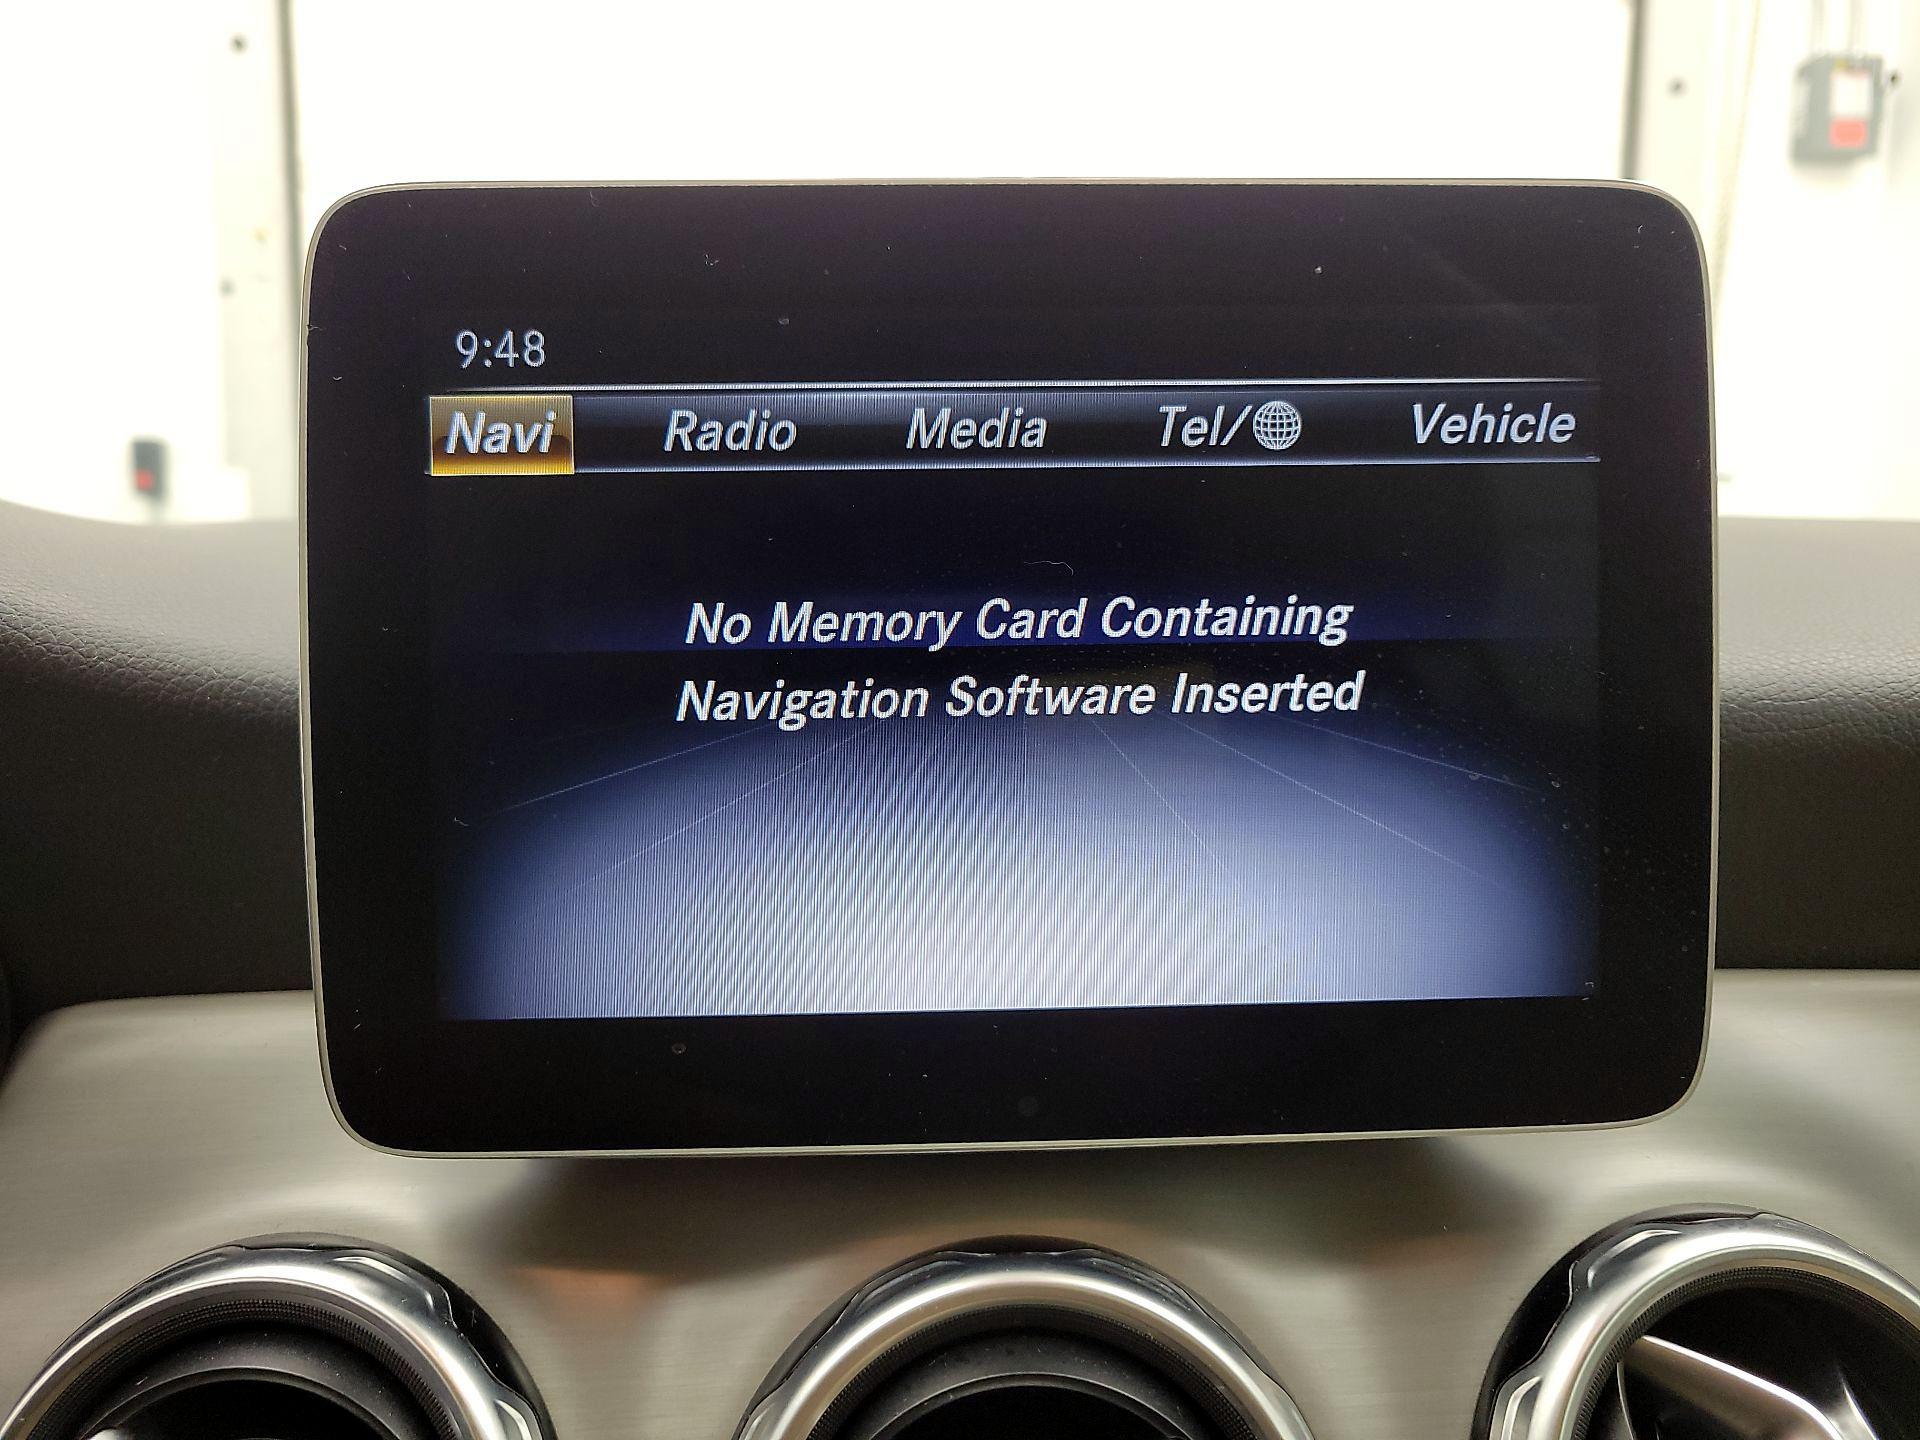 9:48
Navi Radio Media Tel/ Vehicle
No Memory Card Containing
Navigation Software Inserted